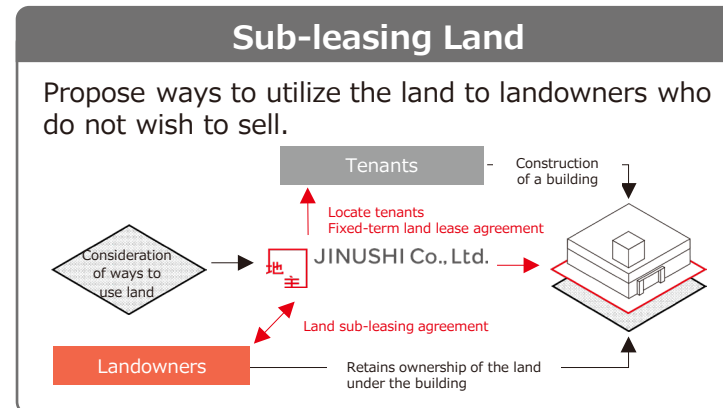 Sub-leasing Land
Propose ways to utilize the land to landowners who
do not wish to sell.
Tenants
Construction
of a building
Locate tenants
Fixed-term land lease agreement
Consideration
of ways to
use land
地主
JINUSHI Co., Ltd.
Land sub-leasing agreement
Landowners
Retains ownership of the land
under the building